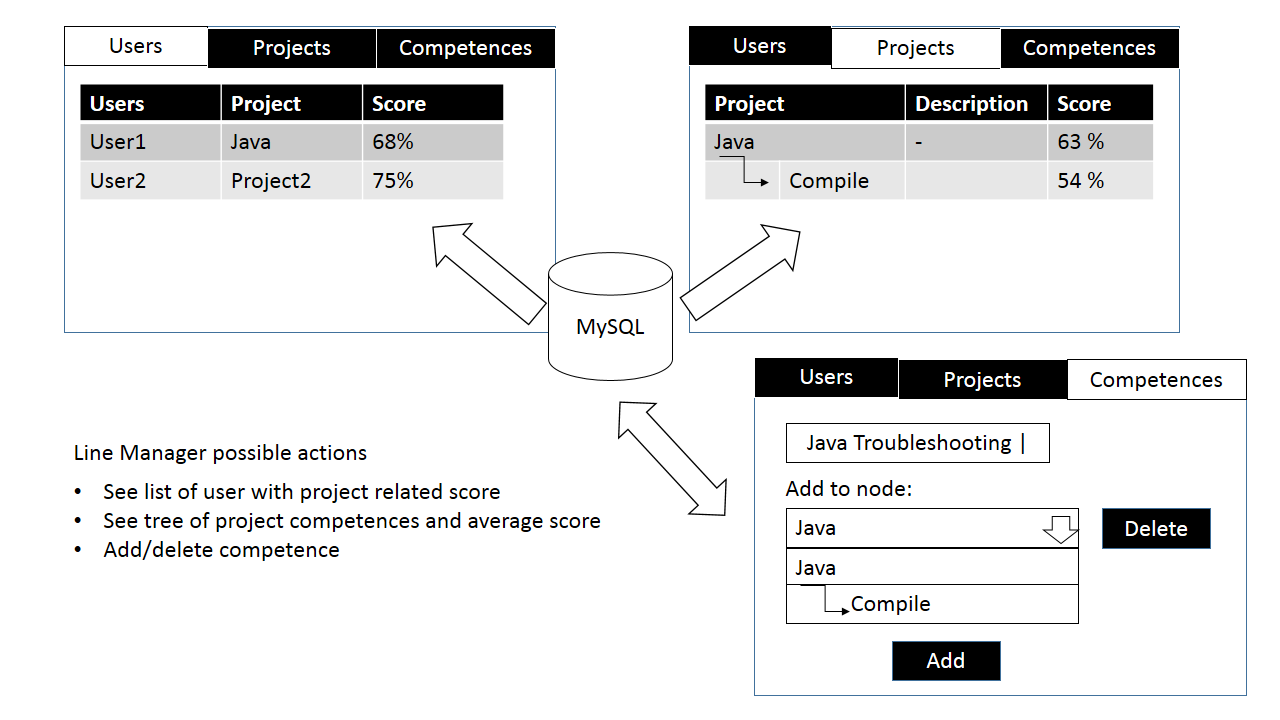 Users Projects Competences
Users Project Score
User1 Java 68%
User2 Project2 75%
Users Projects Competences
Project Description Score
Java - 63 %
Compile 54 %
MySQL
Users Projects Competences
Java Troubleshooting |
Add to node:
Java
Delete
Java
Compile
Add
Line Manager possible actions
• See list of user with project related score
• See tree of project competences and average score
• Add/delete competence